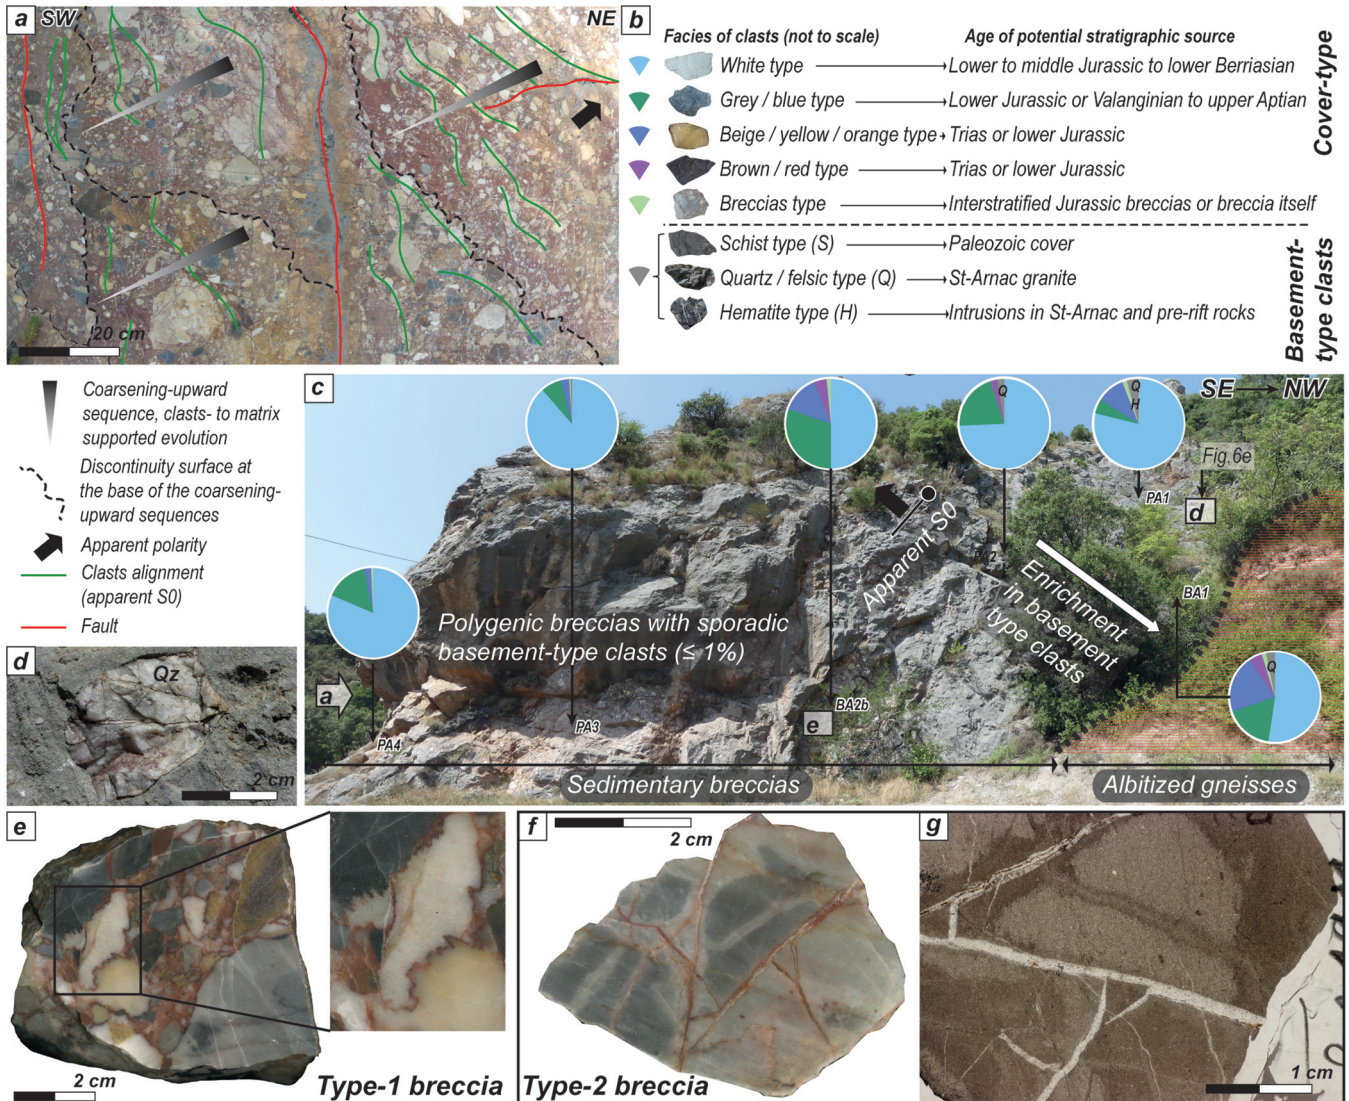 a
SW
NE
20 cm
b
Facies of clasts (not to scale)
Age of potential stratigraphic source
White type
Lower to middle Jurassic to lower Berriasian
Grey / blue type
Lower Jurassic or Valanginian to upper Aptian
Beige / yellow / orange type
Trias or lower Jurassic
Brown / red type
Trias or lower Jurassic
Breccias type
Interstratified Jurassic breccias or breccia itself
Cover-type
Schist type (S)
Paleozoic cover
Quartz / felsic type (Q)
St-Arnac granite
Hematite type (H)
Intrusions in St-Arnac and pre-rift rocks
Basement-
type clasts
Coarsening-upward
sequence, clasts- to matrix
supported evolution
Discontinuity surface at
the base of the coarsening-
upward sequences
Apparent polarity
Clasts alignment
(apparent S0)
Fault
c
SE
NW
Q
Q
H
Fig.6e
d
PA1
PA2
Apparent S0
Enrichment
in basement
type clasts
BA1
Q
Polygenic breccias with sporadic
basement-type clasts (≤ 1%)
a
PA4
PA3
e
BA2b
Sedimentary breccias
Albitized gneisses
d
Qz
2 cm
e
2 cm
Type-1 breccia
f
2 cm
Type-2 breccia
g
1 cm